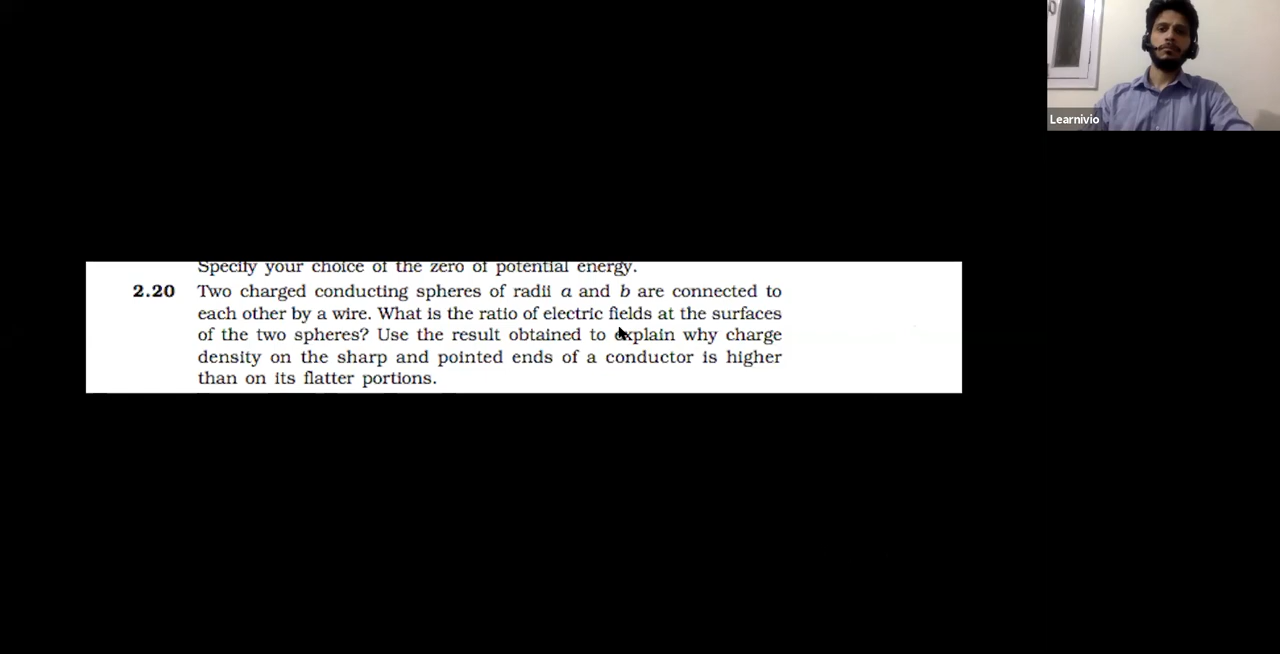 Learnivio
Specify your choice of the zero of potential energy.
2.20 Two charged conducting spheres of radii a and b are connected to
each other by a wire. What is the ratio of electric fields at the surfaces
of the two spheres? Use the result obtained to explain why charge
density on the sharp and pointed ends of a conductor is higher
than on its flatter portions.